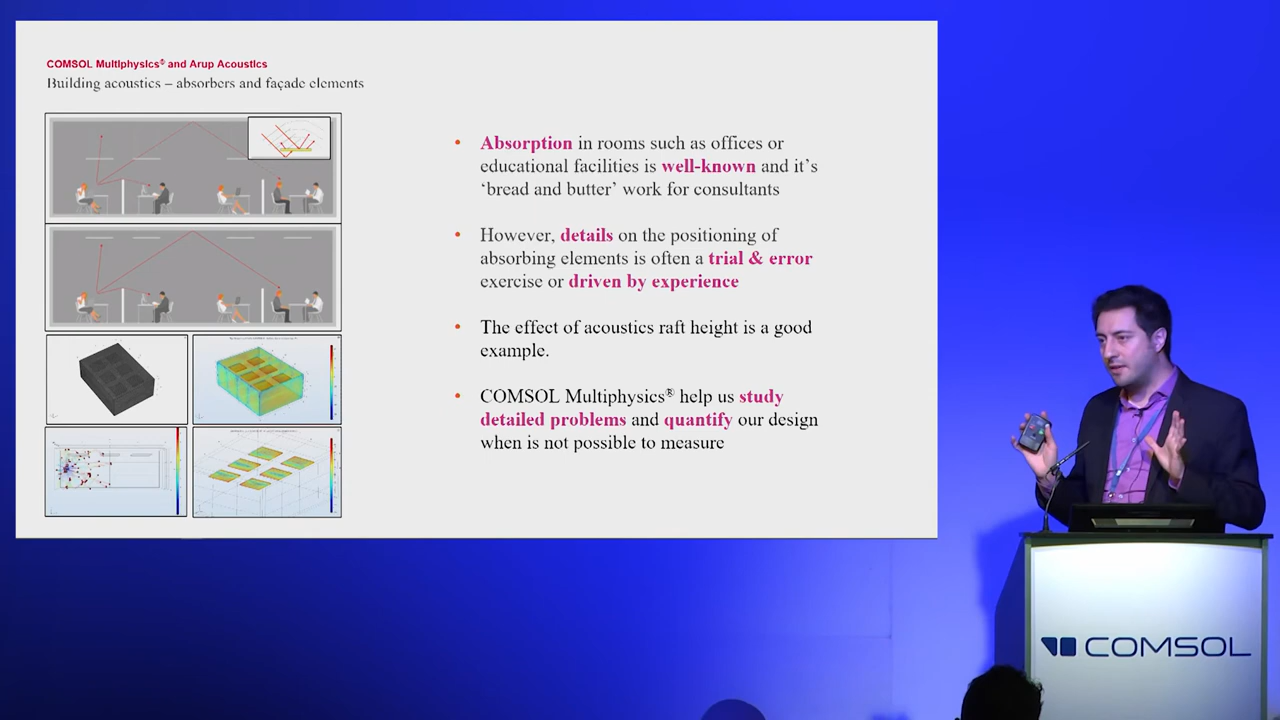 COMSOL Multiphysics® and Arup Acoustics
Building acoustics – absorbers and façade elements
• Absorption in rooms such as offices or
educational facilities is well-known and it's
'bread and butter' work for consultants
• However, details on the positioning of
absorbing elements is often a trial & error
exercise or driven by experience
• The effect of acoustics raft height is a good
example.
• COMSOL Multiphysics® help us study
detailed problems and quantify our design
when is not possible to measure
COMSOL